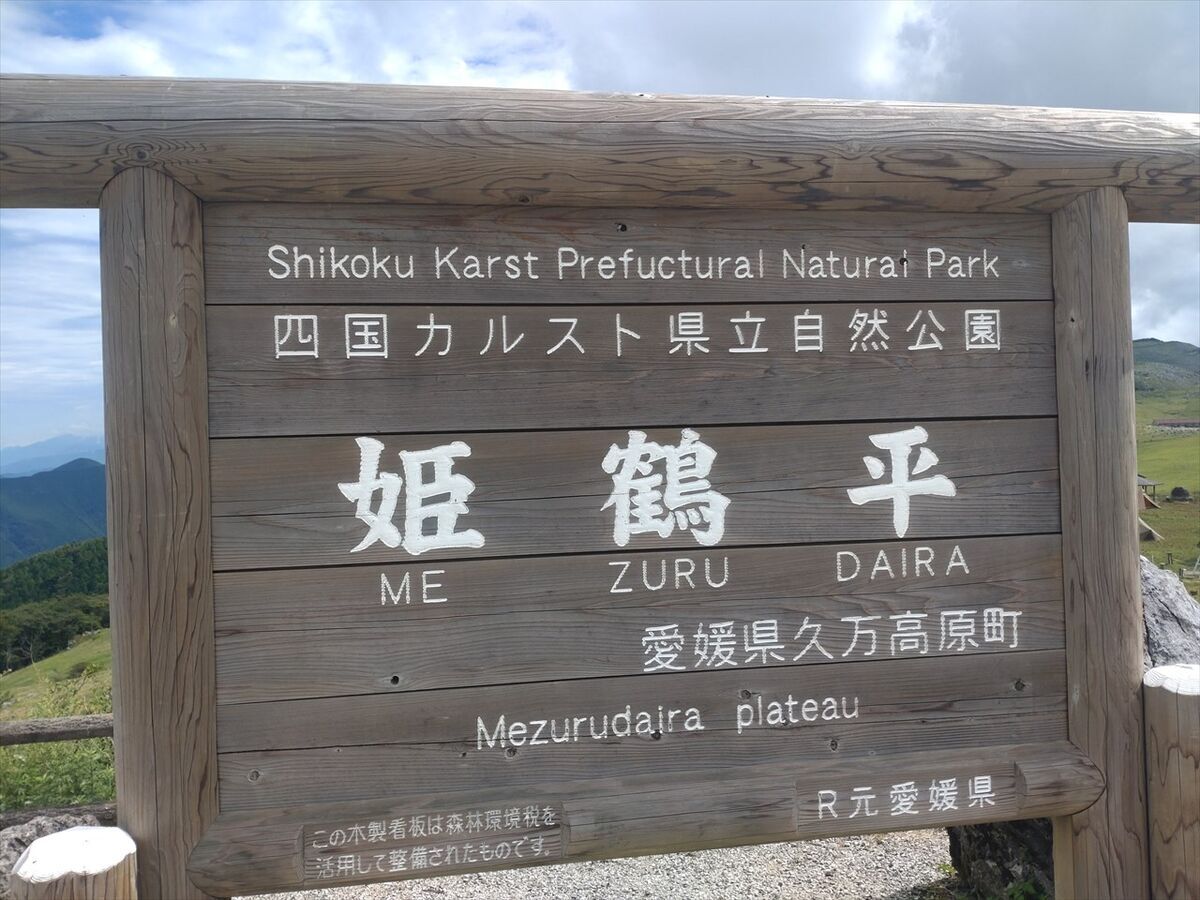 Shikoku Karst Prefuctural Natural Park
四国カルスト県立自然公園
姫鶴平
ME ZURU DAIRA
愛媛県久万高原町
Mezurudaira plateau
R元愛媛県
この木製看板は森林環境税を
活用して整備されたものです。